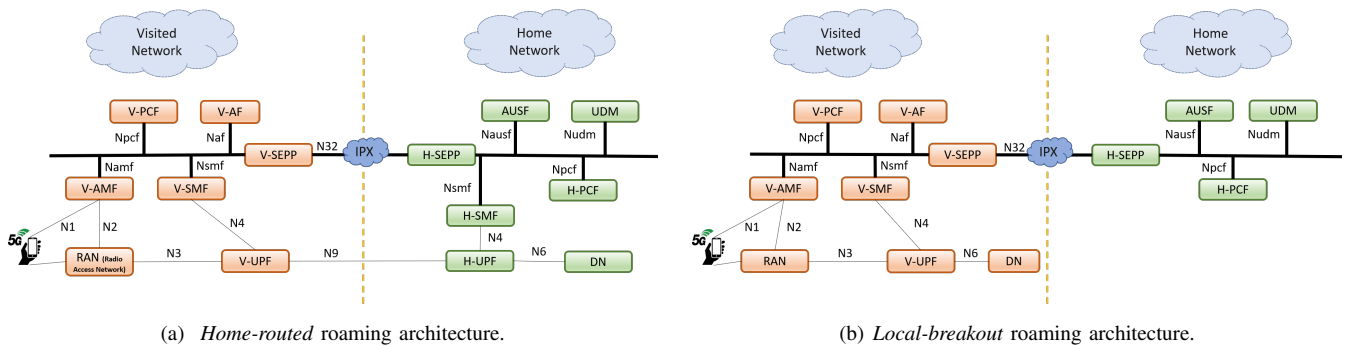 Visited
Network
Home
Network
V-PCF
V-AF
AUSF
UDM
Npcf
Naf
Nausf
Nudm
V-SEPP
N32
IPX
H-SEPP
Namf
Nsmf
Npcf
V-AMF
V-SMF
Nsmf
H-PCF
H-SMF
N1
N2
N4
N4
5G
RAN (Radio
Access Network)
N3
V-UPF
N9
H-UPF
N6
DN
(a) Home-routed roaming architecture.
Visited
Network
Home
Network
V-PCF
V-AF
AUSF
UDM
Npcf
Naf
Nausf
Nudm
V-SEPP
N32
IPX
H-SEPP
Namf
Nsmf
Npcf
V-AMF
V-SMF
H-PCF
N1
N2
N4
5G
RAN
N3
V-UPF
N6
DN
(b) Local-breakout roaming architecture.